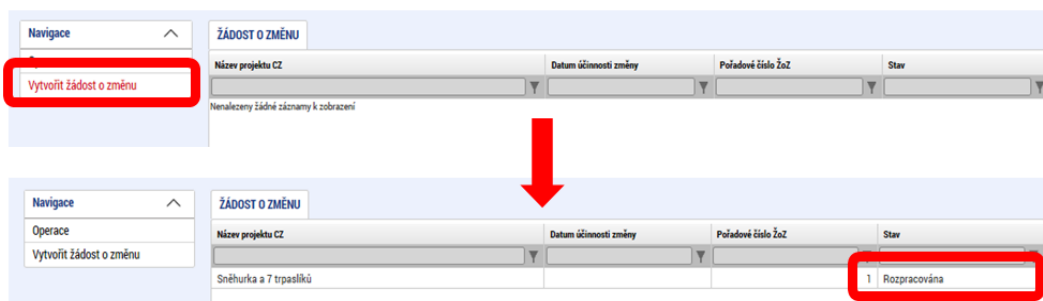 Navigace
ŽÁDOST O ZMĚNU
Název projektu CZ Datum účinnosti změny Pořadové číslo ŽoZ Stav
Vytvořit žádost o změnu
Nenalezeny žádné záznamy k zobrazení
Navigace
ŽÁDOST O ZMĚNU
Operace
Název projektu CZ Datum účinnosti změny Pořadové číslo ŽoZ Stav
Vytvořit žádost o změnu
Sněhurka a 7 trpaslíků 1 Rozpracována